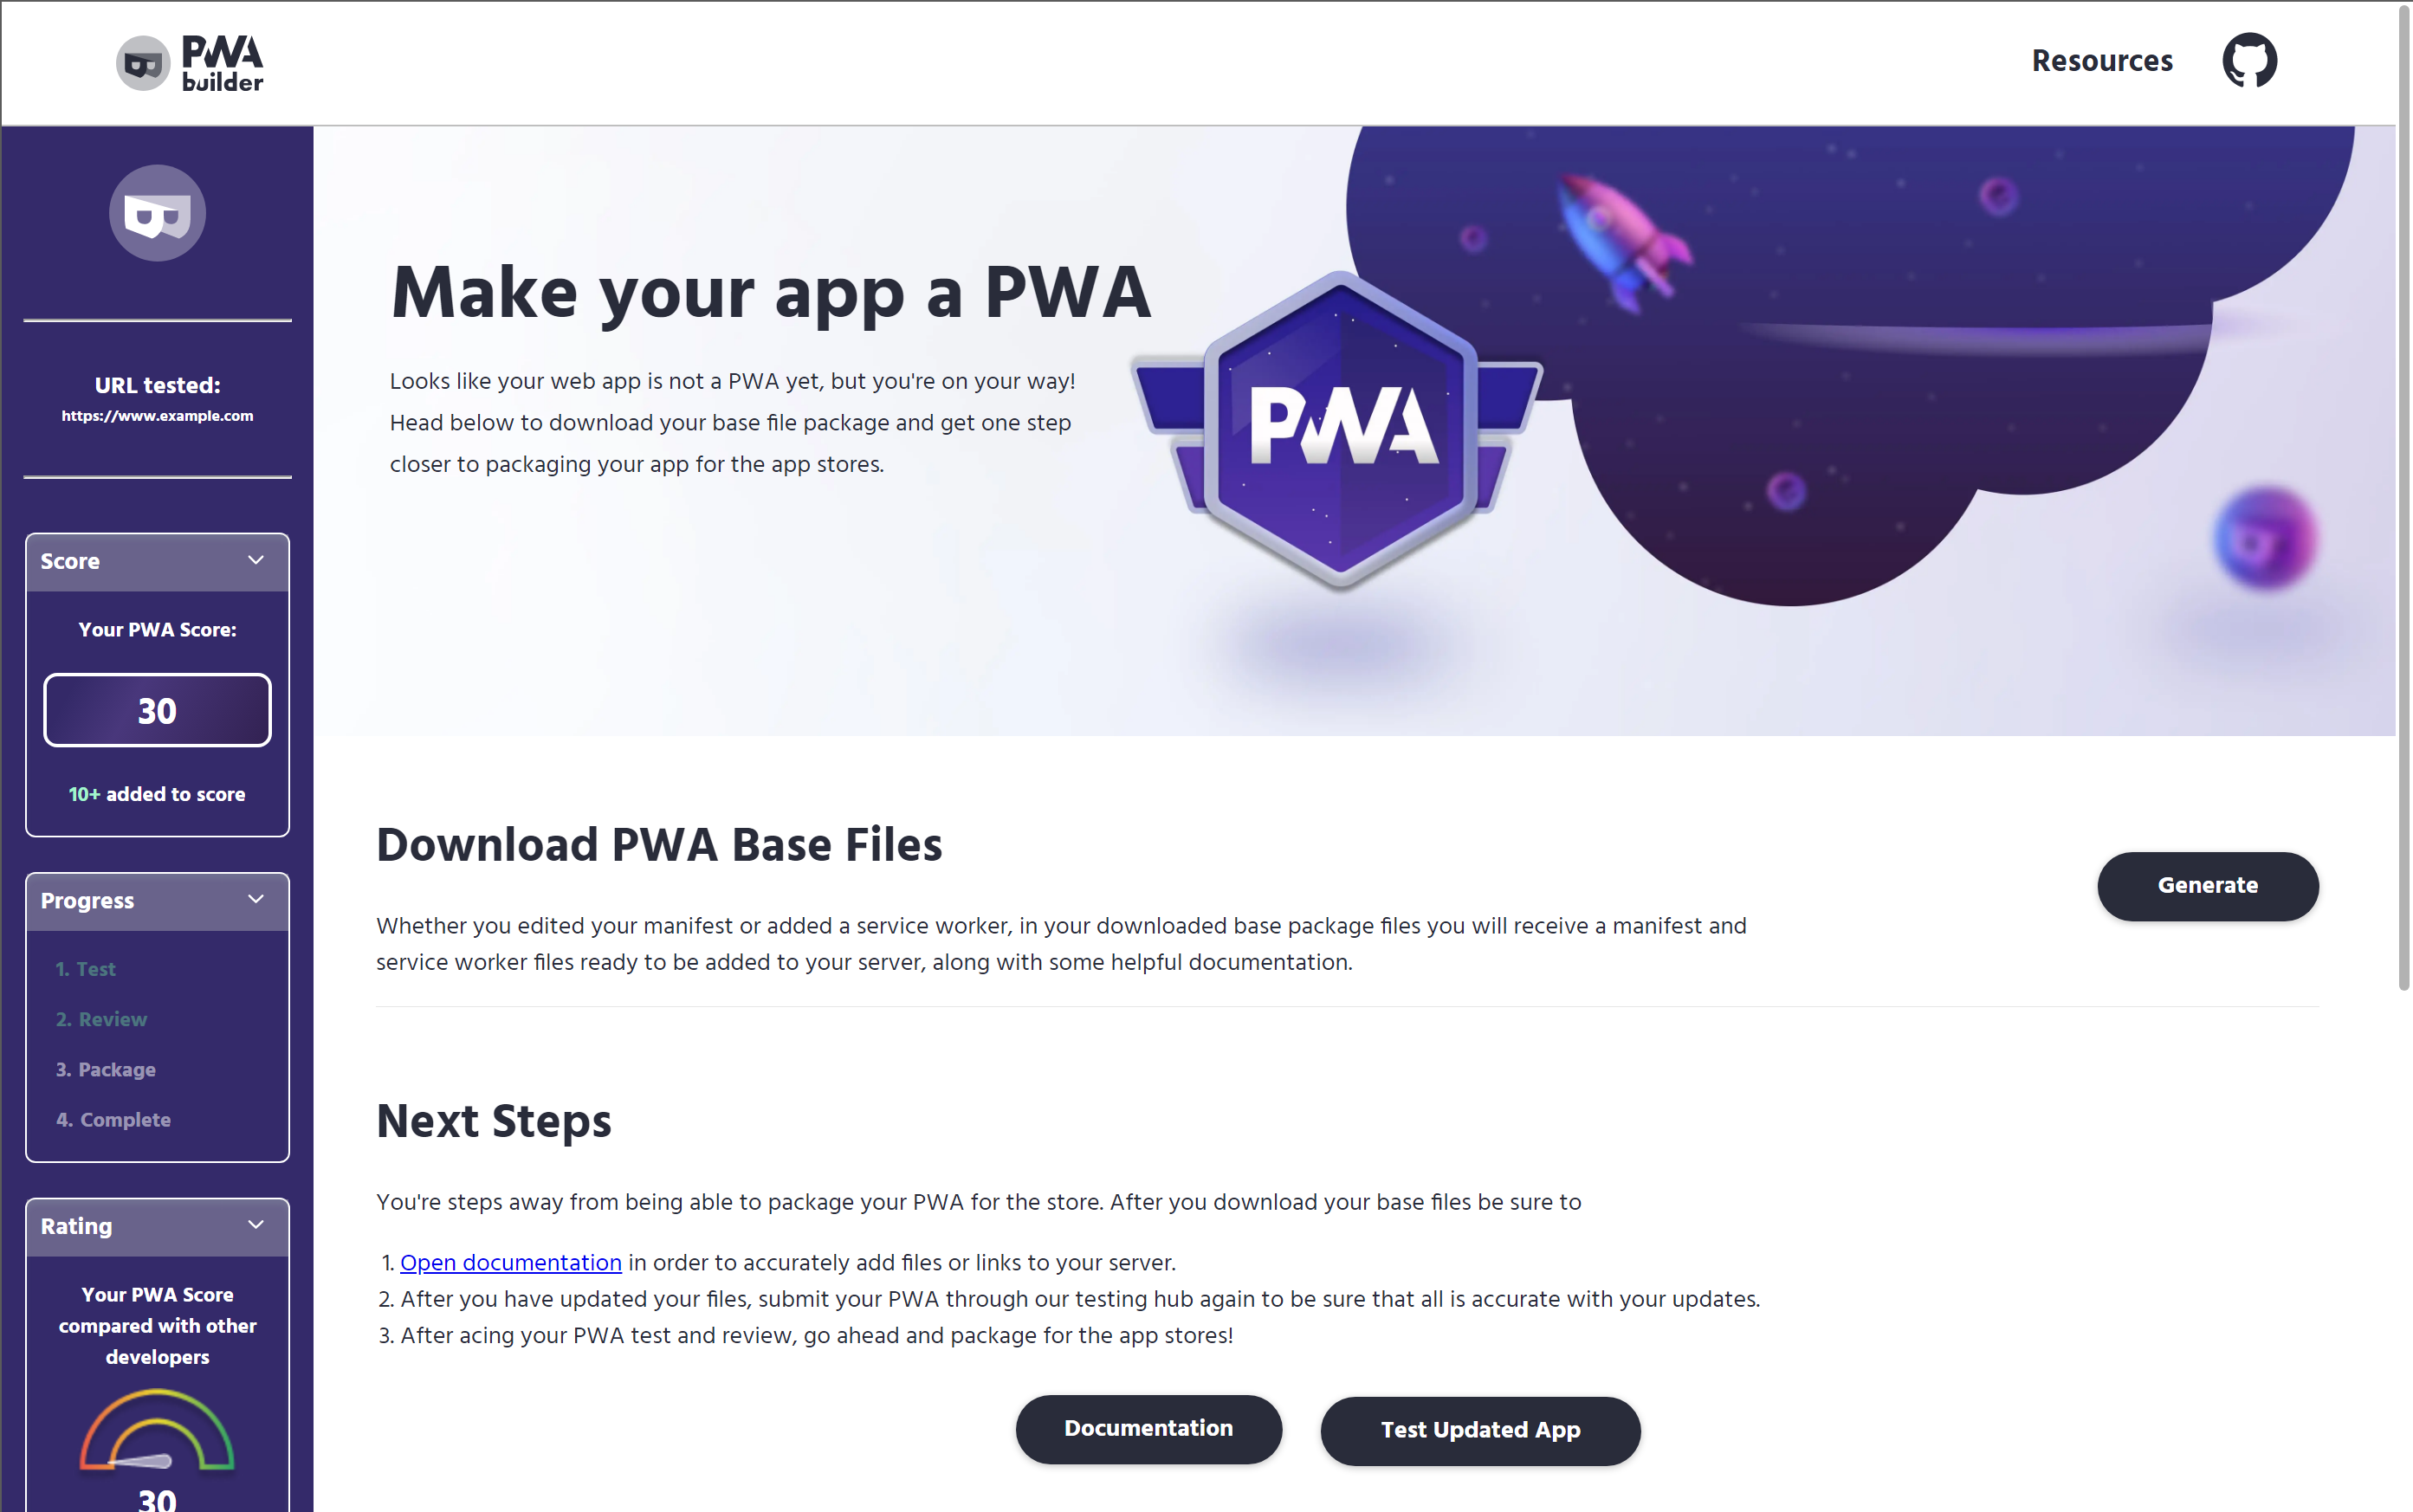 PWA
builder
Resources
URL tested:
https://www.example.com
Score
Your PWA Score:
30
10+ added to score
Progress
1. Test
2. Review
3. Package
4. Complete
Rating
Your PWA Score
compared with other
developers
30
Make your app a PWA
Looks like your web app is not a PWA yet, but you're on your way!
Head below to download your base file package and get one step
closer to packaging your app for the app stores.
PWA
Download PWA Base Files
Generate
Whether you edited your manifest or added a service worker, in your downloaded base package files you will receive a manifest and
service worker files ready to be added to your server, along with some helpful documentation.
Next Steps
You're steps away from being able to package your PWA for the store. After you download your base files be sure to
1. Open documentation in order to accurately add files or links to your server.
2. After you have updated your files, submit your PWA through our testing hub again to be sure that all is accurate with your updates.
3. After acing your PWA test and review, go ahead and package for the app stores!
Documentation
Test Updated App